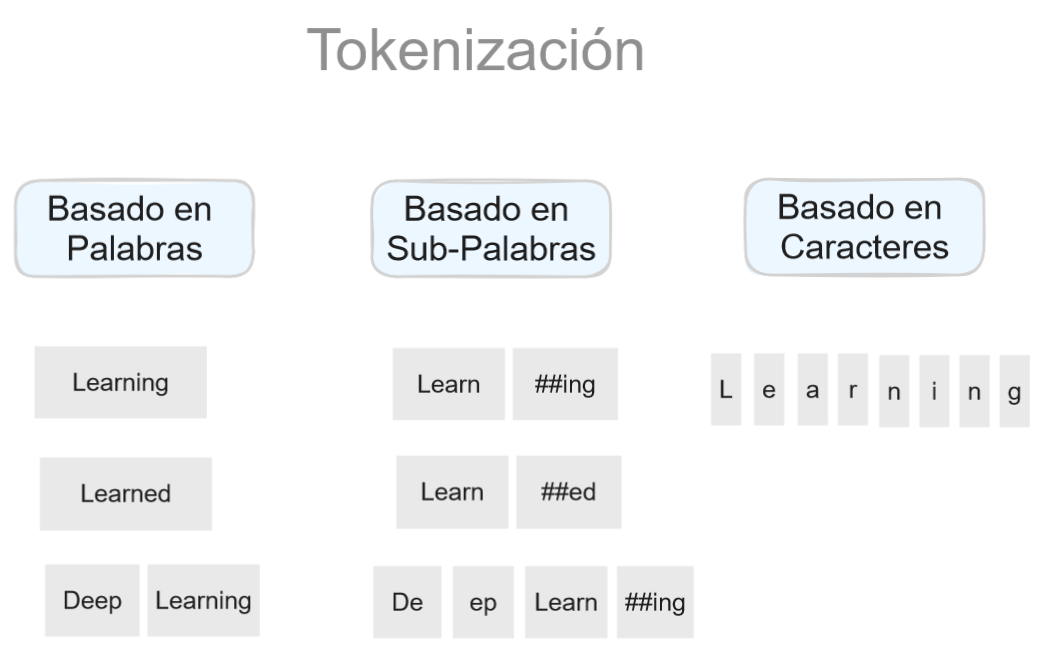 Tokenización
Basado en
Palabras
Basado en
Sub-Palabras
Basado en
Caracteres
Learning
Learn ##ing
L e a r n i n g
Learned
Learn ##ed
Deep Learning
De ep Learn ##ing